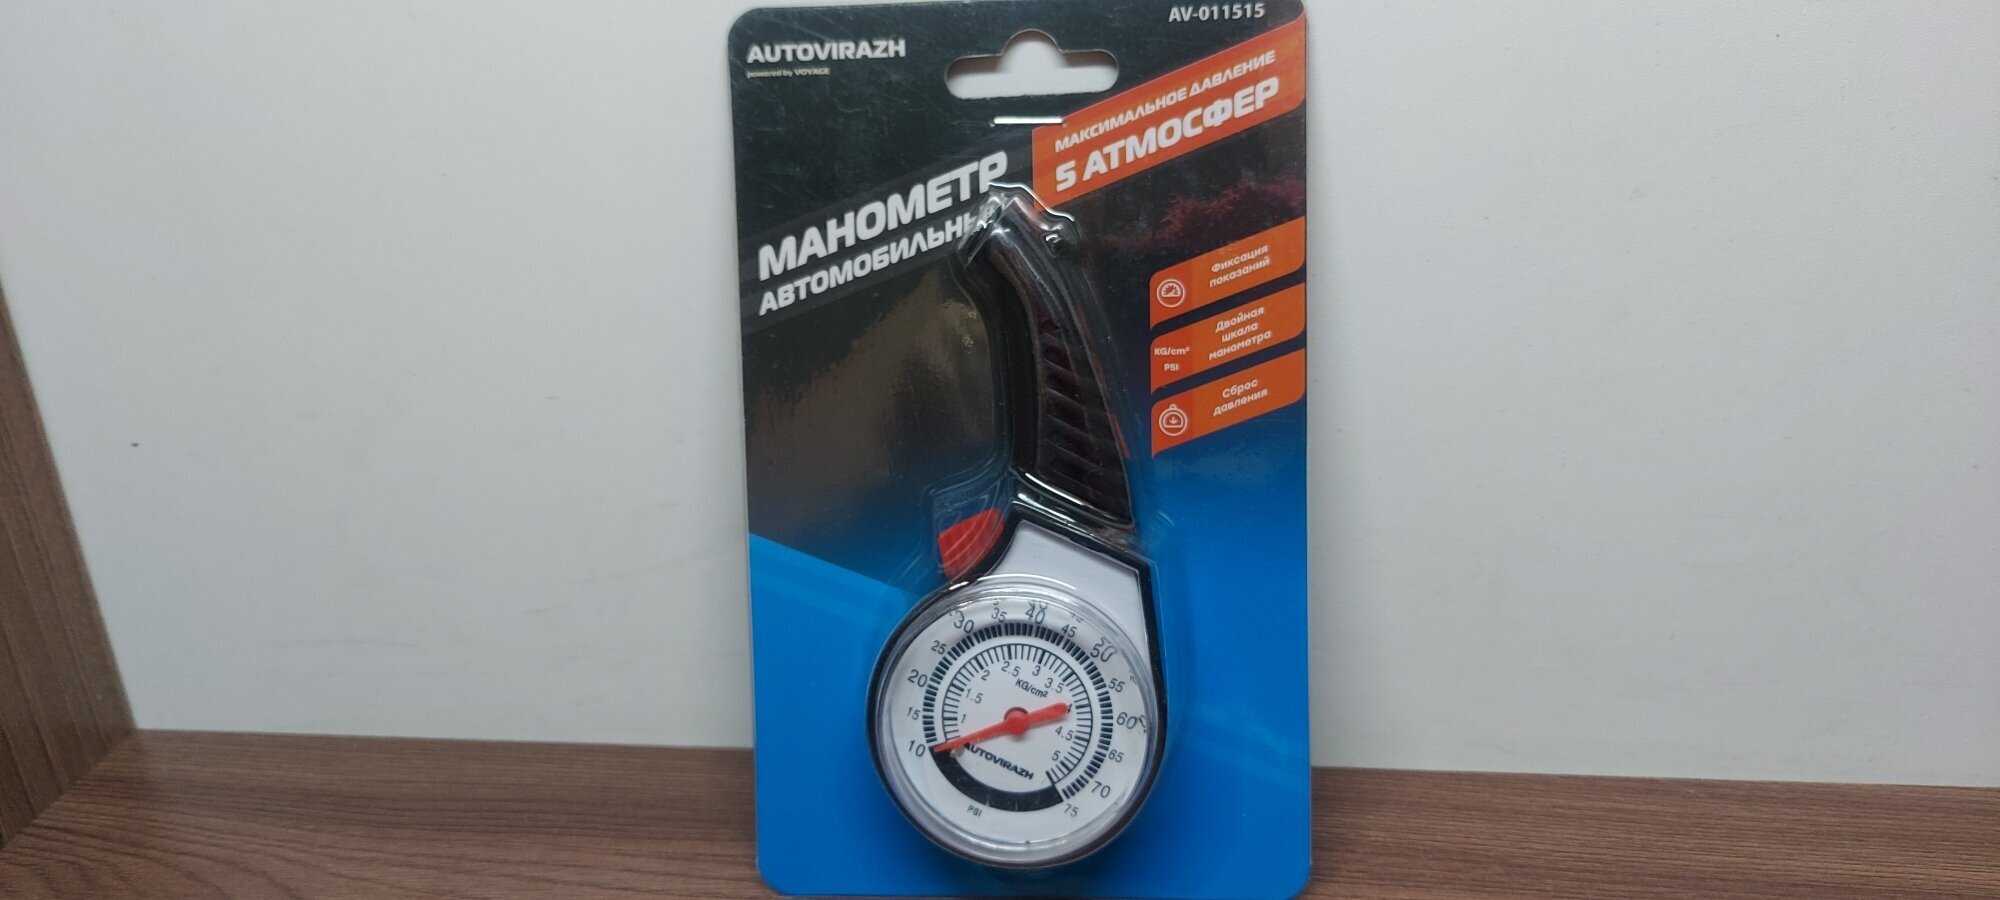 AV-011515
AUTOVIRAZH
powered by VOYAGE
МАКСИМАЛЬНОЕ ДАВЛЕНИЕ
5 АТМОСФЕР
МАНОМЕТР
АВТОМОБИЛЬНЫЙ
Фиксация
показаний
KG/cm²
PSI
Двойная
шкала
манометра
Сброс
давления
10 15 20 25 30 35 40 45 50 55 60 65 70 75
1 1.5 2 2.5 3 3.5 4 4.5 5
KG/cm²
AUTOVIRAZH
PSI